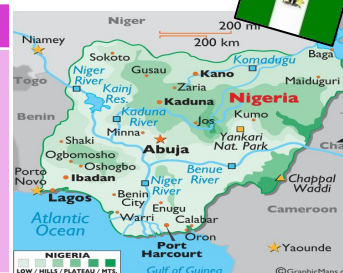 Niger
200 mi
200 km
Niamey
Sokoto
Komadugu
Baga
Gusau
Kano
Niger
River
Zaria
Maiduguri
Kainj
Res.
Kaduna
Nigeria
Togo
Kaduna
River
Jos
Kumo
Benin
Minna
Yankari
Nat. Park
Shaki
Abuja
Ogbomosho
Benue
River
Cha
Oshogbo
Porto
Novo
Ibadan
Niger
River
Chappal
Waddi
Lagos
Benin
City
Enugu
Cameroon
Atlantic
Ocean
Warri
Calabar
Oron
Port
Harcourt
Yaounde
NIGERIA
LOW / HILLS / PLATEAU / MTS.
Gulf of Guinea
©GraphicMaps.c